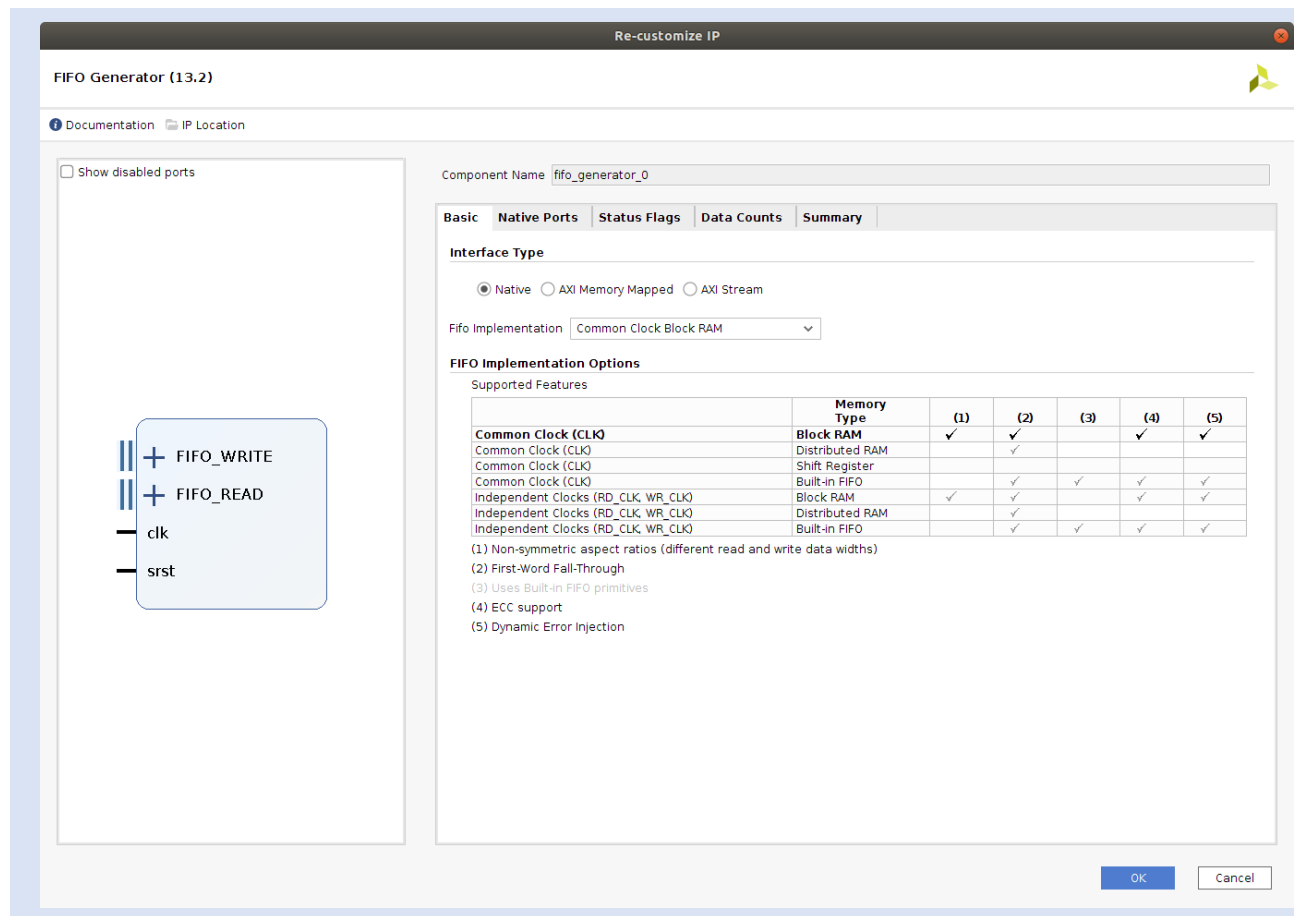 Re-customize IP
FIFO Generator (13.2)
Documentation IP Location
Show disabled ports
FIFO_WRITE
FIFO_READ
clk
srst
Component Name fifo_generator_0
Basic Native Ports Status Flags Data Counts Summary
Interface Type
Native AXI Memory Mapped AXI Stream
Fifo Implementation Common Clock Block RAM
FIFO Implementation Options
Supported Features
Memory
Type (1) (2) (3) (4) (5)
Common Clock (CLK) Block RAM ✓ ✓ ✓ ✓
Common Clock (CLK) Distributed RAM ✓
Common Clock (CLK) Shift Register
Common Clock (CLK) Built-in FIFO ✓ ✓ ✓ ✓
Independent Clocks (RD_CLK, WR_CLK) Block RAM ✓ ✓ ✓ ✓
Independent Clocks (RD_CLK, WR_CLK) Distributed RAM ✓
Independent Clocks (RD_CLK, WR_CLK) Built-in FIFO ✓ ✓ ✓ ✓
(1) Non-symmetric aspect ratios (different read and write data widths)
(2) First-Word Fall-Through
(3) Uses Built-in FIFO primitives
(4) ECC support
(5) Dynamic Error Injection
OK Cancel